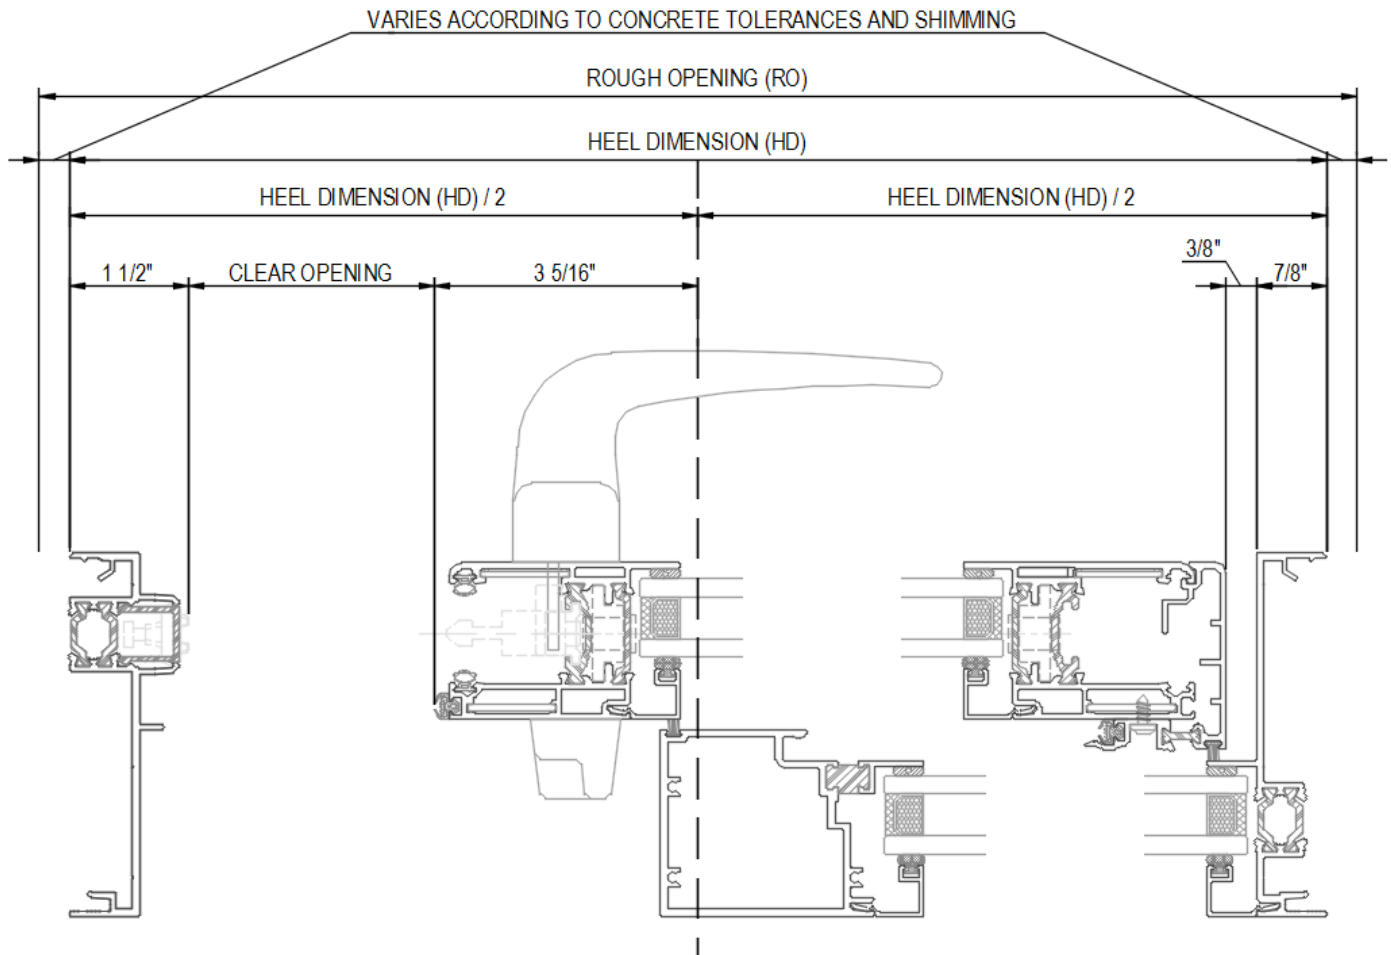 VARIES ACCORDING TO CONCRETE TOLERANCES AND SHIMMING
ROUGH OPENING (RO)
HEEL DIMENSION (HD)
HEEL DIMENSION (HD) / 2
HEEL DIMENSION (HD) / 2
3/8"
1 1/2"
CLEAR OPENING
3 5/16"
7/8"